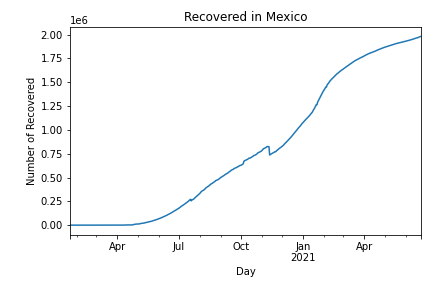 Recovered in Mexico
1e6
2.00
1.75
1.50
1.25
1.00
0.75
0.50
0.25
0.00
Number of Recovered
Apr Jul Oct Jan Apr
2021
Day